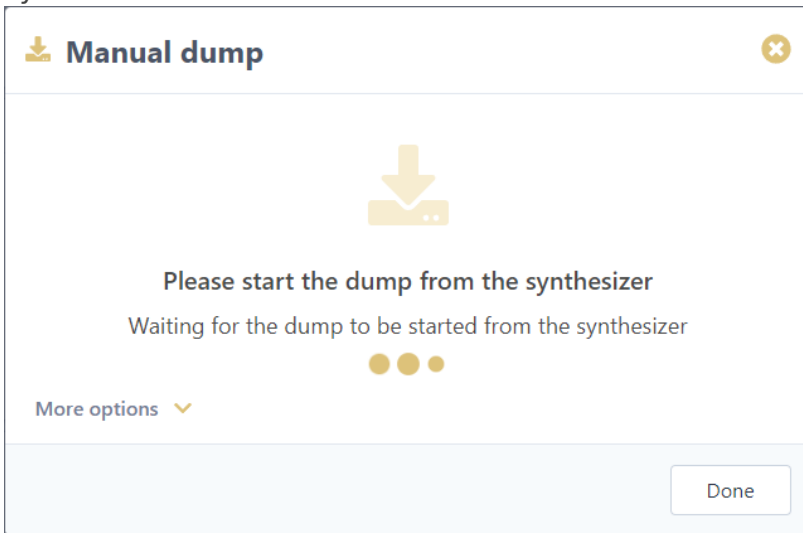 Manual dump
Please start the dump from the synthesizer
Waiting for the dump to be started from the synthesizer
More options
Done